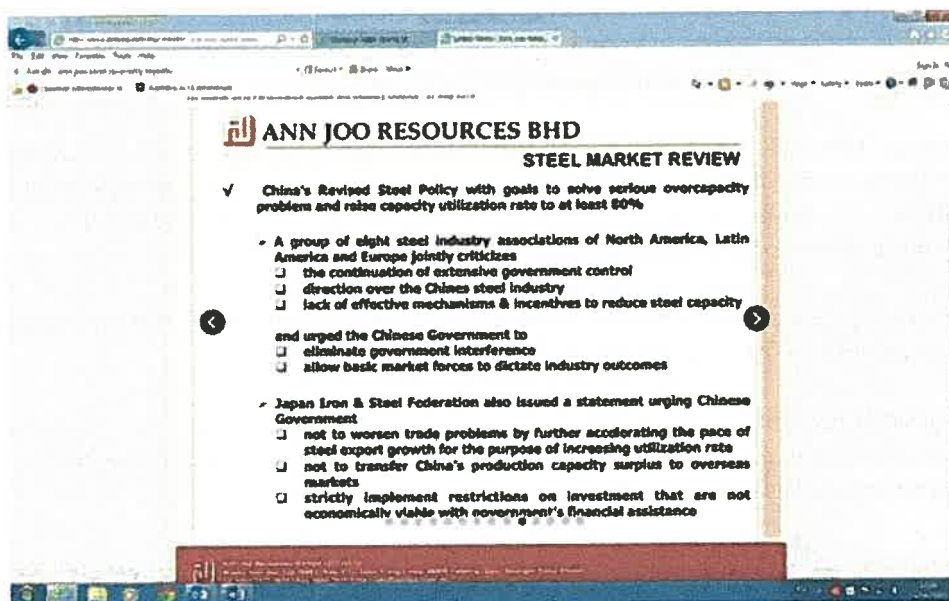 ANN JOO RESOURCES BHD
STEEL MARKET REVIEW
√ China's Revised Steel Policy with goals to solve serious overcapacity
problem and raise capacity utilization rate to at least 80%
A group of eight steel industry associations of North America, Latin
America and Europe jointly criticizes
❑ the continuation of extensive government control
❑ direction over the Chines steel industry
❑ lack of effective mechanisms & incentives to reduce steel capacity
and urged the Chinese Government to
❑ eliminate government interference
❑ allow basic market forces to dictate industry outcomes
Japan Iron & Steel Federation also issued a statement urging Chinese
Government
❑ not to worsen trade problems by further accelerating the pace of
steel export growth for the purpose of increasing utilization rate
❑ not to transfer China's production capacity surplus to overseas
markets
❑ strictly implement restrictions on investment that are not
economically viable with government's financial assistance